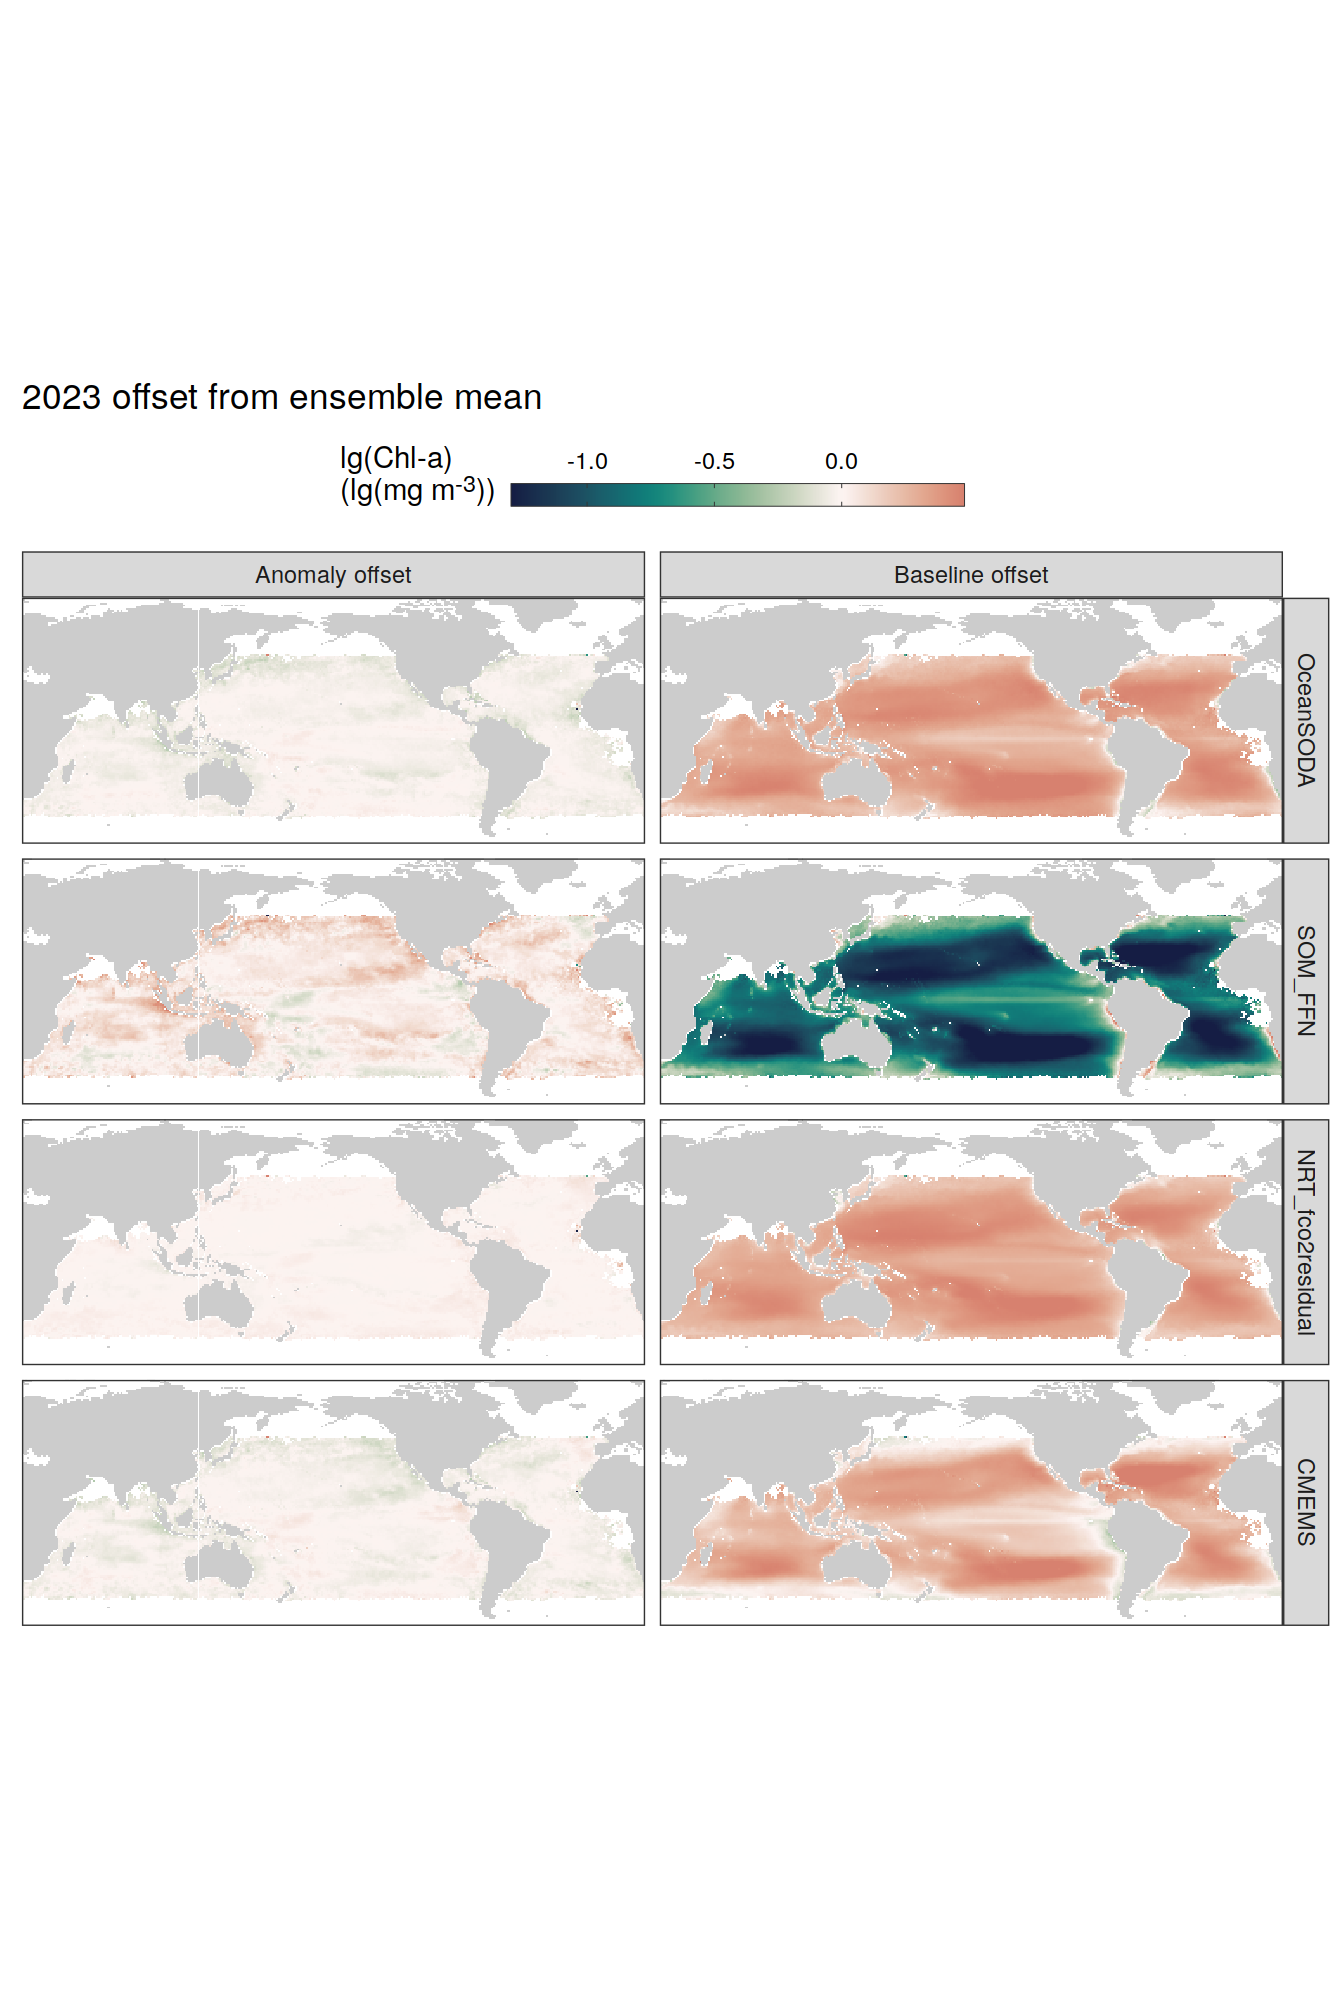 2023 offset from ensemble mean
lg(Chl-a)
(lg(mg m-3))
-1.0 -0.5 0.0
Anomaly offset Baseline offset
OceanSODA
SOM_FFN
NRT_fco2residual
CMEMS